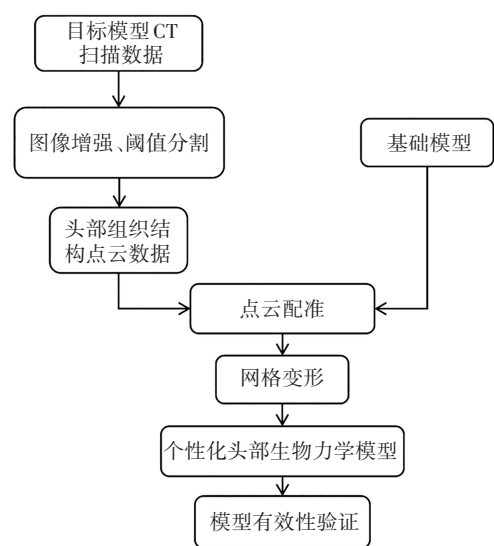 目标模型CT
扫描数据
图像增强、阈值分割
基础模型
头部组织结
构点云数据
点云配准
网格变形
个性化头部生物力学模型
模型有效性验证